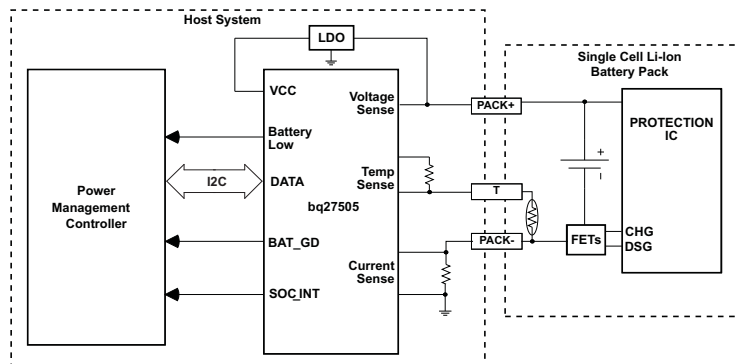 Host System
LDO
Single Cell Li-Ion
Battery Pack
VCC
Voltage
Sense
PACK+
PROTECTION
IC
Battery
Low
+
–
Temp
Sense
I2C
DATA
T
Power
Management
Controller
bq27505
BAT_GD
PACK-
FETs
CHG
DSG
Current
Sense
SOC_INT